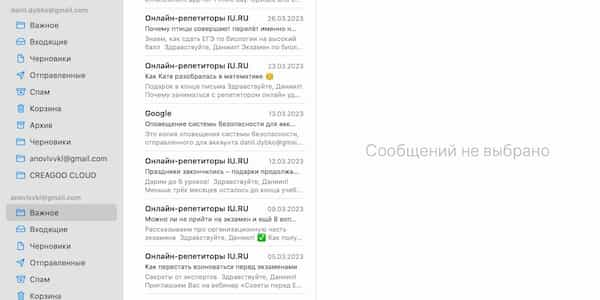 danil.dybko@gmail.com
Важное
Входящие
Черновики
Отправленные
Спам
Корзина
Архив
Черновики
anovlvvkl@gmail.com
CREAGOO CLOUD
anovlvvkl@gmail.com
Важное
Входящие
Черновики
Отправленные
Спам
Корзина
Онлайн-репетиторы IU.RU 26.03.2023
Почему птицы совершают перелёт именно к...
Знаем, как сдать ЕГЭ по биологии на высокий
балл Здравствуйте, Даниил! Экзамен по биол...
Онлайн-репетиторы IU.RU 23.03.2023
Как Катя разобралась в математике 😉
Подарок в конце письма Здравствуйте, Даниил!
Почему заниматься с репетитором онлайн уд...
Google 13.03.2023
Оповещение системы безопасности для акк...
Это копия оповещения системы безопасности,
отправленного для аккаунта danil.dybko@gmai...
Онлайн-репетиторы IU.RU 12.03.2023
Праздники закончились – подарки продолжа...
Дарим до 6 уроков! Здравствуйте, Даниил!
Меньше трёх месяцев осталось до конца учеб...
Онлайн-репетиторы IU.RU 09.03.2023
Можно ли не прийти на экзамен и ещё 8 воп...
Рассказываем про организационную часть
экзаменов Здравствуйте, Даниил! ✅ Как полу...
Онлайн-репетиторы IU.RU 05.03.2023
Как перестать волноваться перед экзаменами
Секреты от экспертов Здравствуйте, Даниил!
Приглашаем Вас на вебинар «Советы перед Е...
Сообщений не выбрано